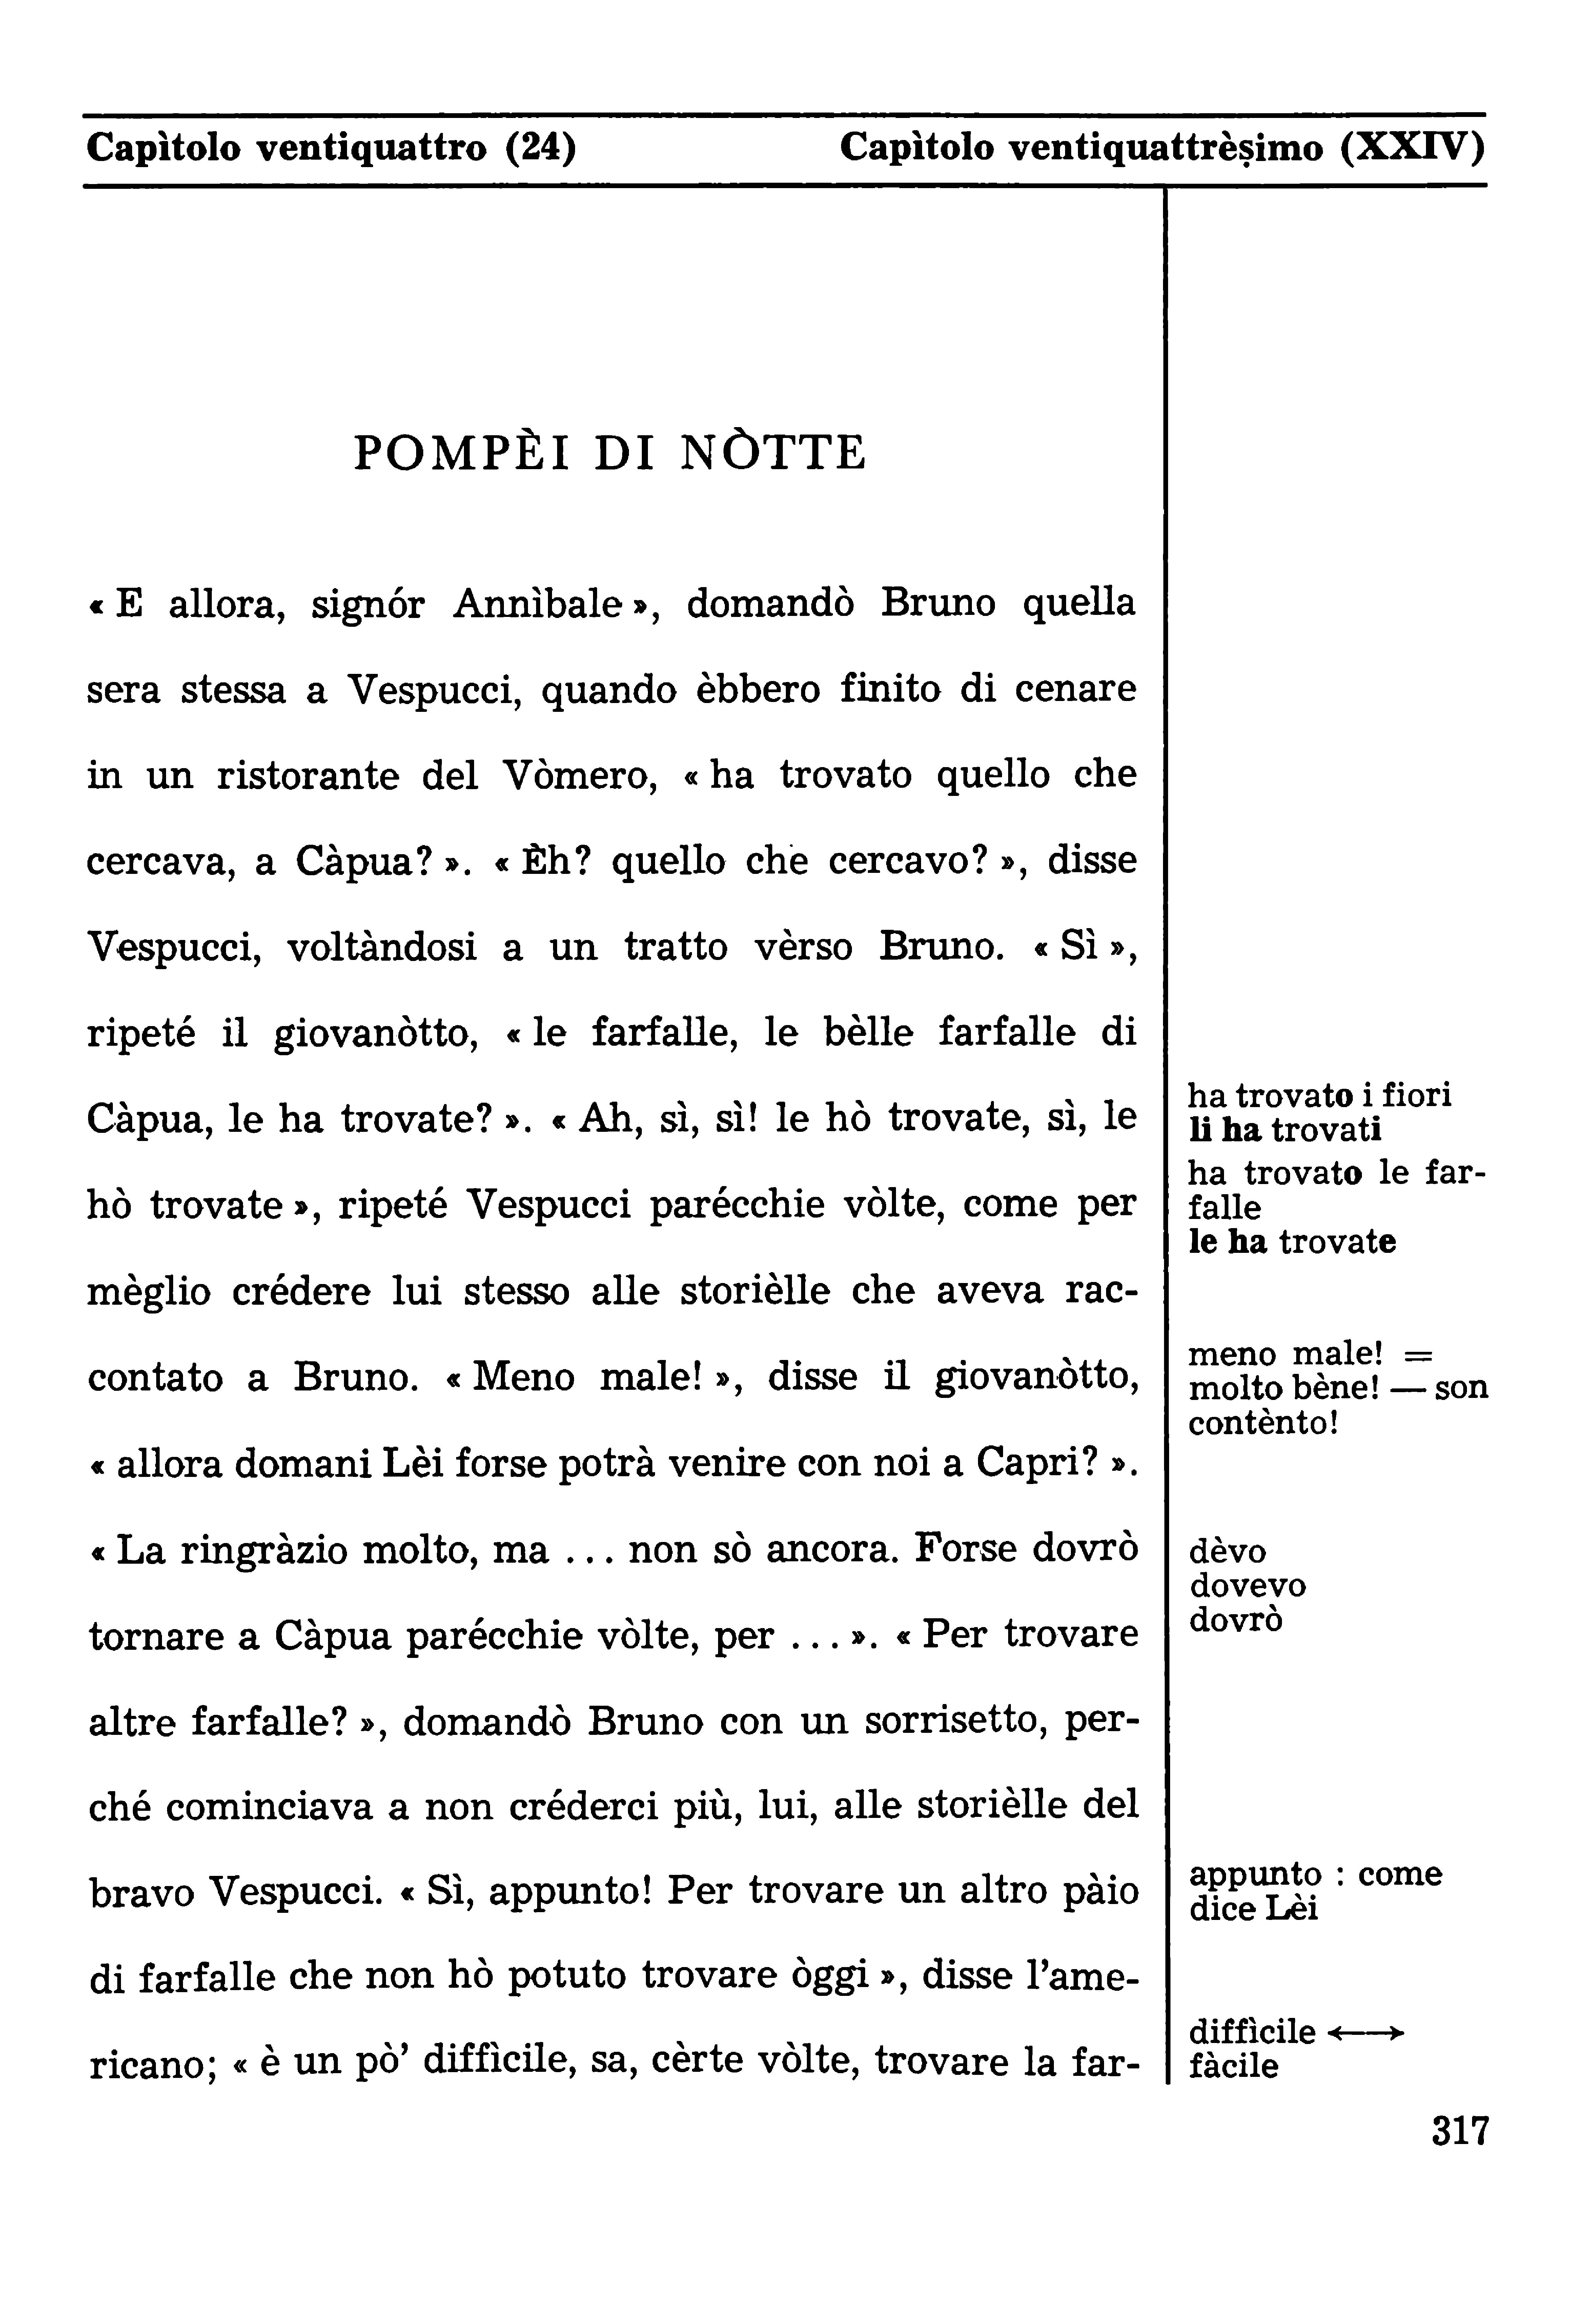 Capìtolo ventiquattro (24) Capìtolo ventiquattrèṣimo (XXIV)
POMPÈI DI NÒTTE
« E allora, signór Annìbale », domandò Bruno quella
sera stessa a Vespucci, quando èbbero finito di cenare
in un ristorante del Vòmero, « ha trovato quello che
cercava, a Càpua? ». « Èh? quello che cercavo? », disse
Vespucci, voltàndosi a un tratto vèrso Bruno. « Sì »,
ripeté il giovanòtto, « le farfalle, le bèlle farfalle di
Càpua, le ha trovate? ». « Ah, sì, sì! le hò trovate, sì, le
hò trovate », ripeté Vespucci parécchie vòlte, come per
mèglio crédere lui stesso alle storièlle che aveva rac-
contato a Bruno. « Meno male! », disse il giovanòtto,
« allora domani Lèi forse potrà venire con noi a Capri? ».
« La ringràzio molto, ma ... non sò ancora. Forse dovrò
tornare a Càpua parécchie vòlte, per ... ». « Per trovare
altre farfalle? », domandò Bruno con un sorrisetto, per-
ché cominciava a non créderci più, lui, alle storièlle del
bravo Vespucci. « Sì, appunto! Per trovare un altro pàio
di farfalle che non hò potuto trovare òggi », disse l'ame-
ricano; « è un pò' diffìcile, sa, cèrte vòlte, trovare la far-
ha trovato i fiori
li ha trovati
ha trovato le far-
falle
le ha trovate
meno male! =
molto bène! — son
contènto!
dèvo
dovevo
dovrò
appunto : come
dice Lèi
diffìcile ←→
fàcile
317